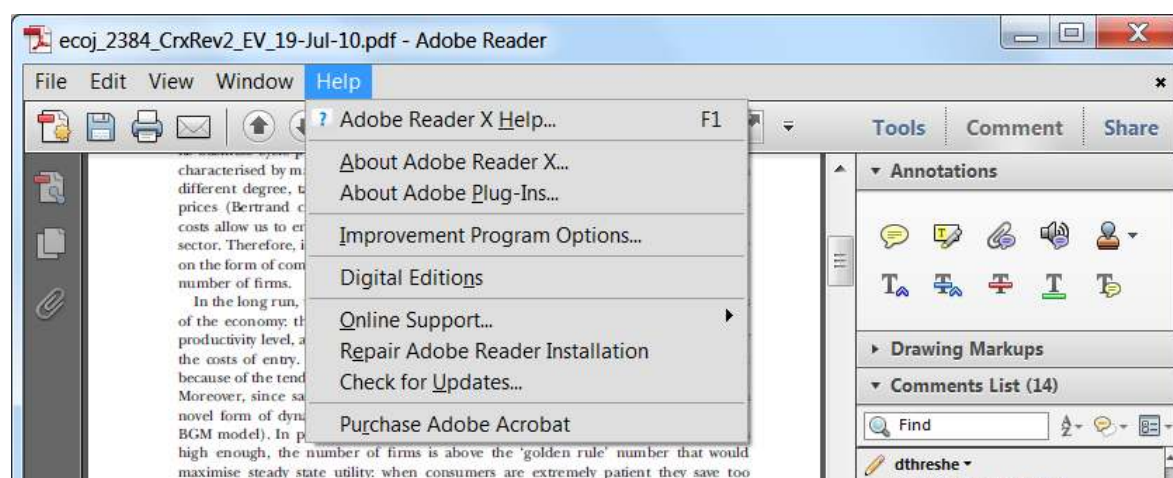 ecoj_2384_CrxRev2_EV_19-Jul-10.pdf - Adobe Reader
File Edit View Window Help
Tools Comment Share
? Adobe Reader X Help... F1
About Adobe Reader X...
About Adobe Plug-Ins...
Improvement Program Options...
Digital Editions
Online Support...
Repair Adobe Reader Installation
Check for Updates...
Purchase Adobe Acrobat
characterised by m
different degree, t
prices (Bertrand c
costs allow us to en
sector. Therefore, i
on the form of com
number of firms.
In the long run,
of the economy: th
productivity level, a
the costs of entry.
because of the tend
Moreover, since sa
novel form of dyna
BGM model). In p
high enough, the number of firms is above the 'golden rule' number that would
maximise steady state utility: when consumers are extremely patient they save too
Annotations
Drawing Markups
Comments List (14)
Find
dthreshe